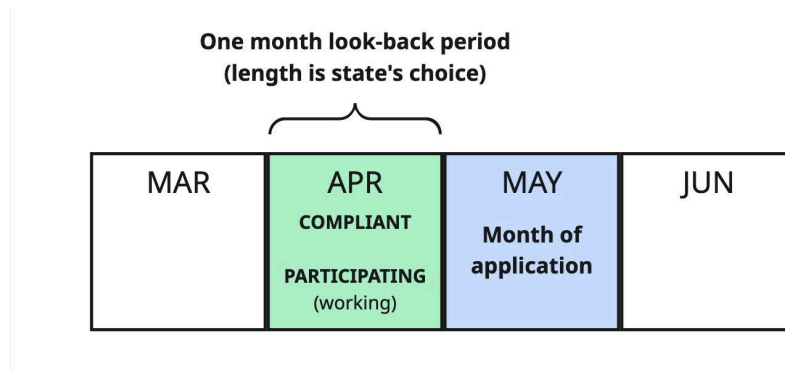 One month look-back period
(length is state's choice)
MAR
APR
MAY
JUN
COMPLIANT
Month of
application
PARTICIPATING
(working)